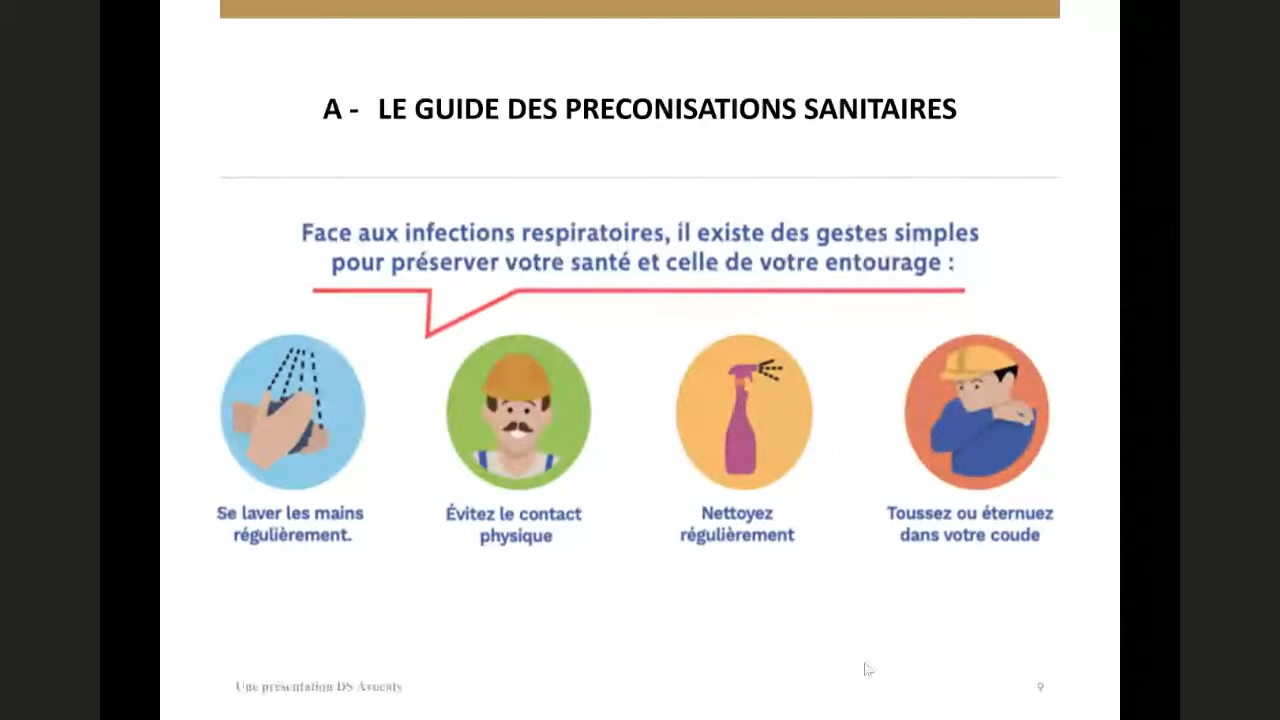 A - LE GUIDE DES PRECONISATIONS SANITAIRES
Face aux infections respiratoires, il existe des gestes simples
pour préserver votre santé et celle de votre entourage :
Se laver les mains
régulièrement.
Évitez le contact
physique
Nettoyez
régulièrement
Toussez ou éternuez
dans votre coude
Une présentation DS Avocats
9